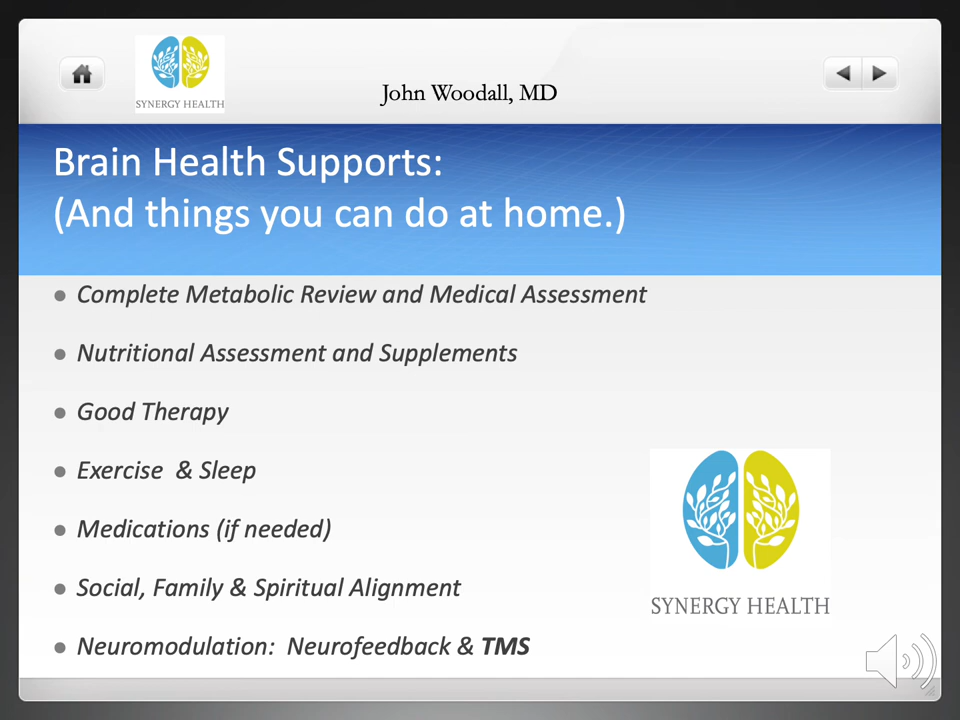 SYNERGY HEALTH
John Woodall, MD
Brain Health Supports:
(And things you can do at home.)
Complete Metabolic Review and Medical Assessment
Nutritional Assessment and Supplements
Good Therapy
Exercise & Sleep
Medications (if needed)
Social, Family & Spiritual Alignment
Neuromodulation: Neurofeedback & TMS
SYNERGY HEALTH